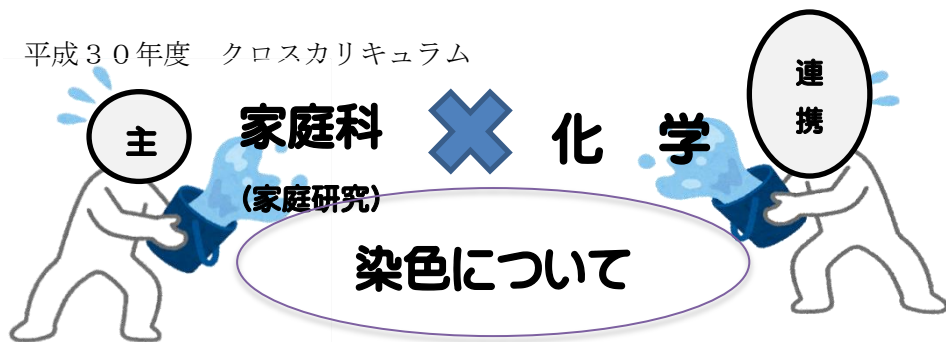 平成３０年度　クロスカリキュラム
主
家庭科
化　学
連
携
(家庭研究)
染色について